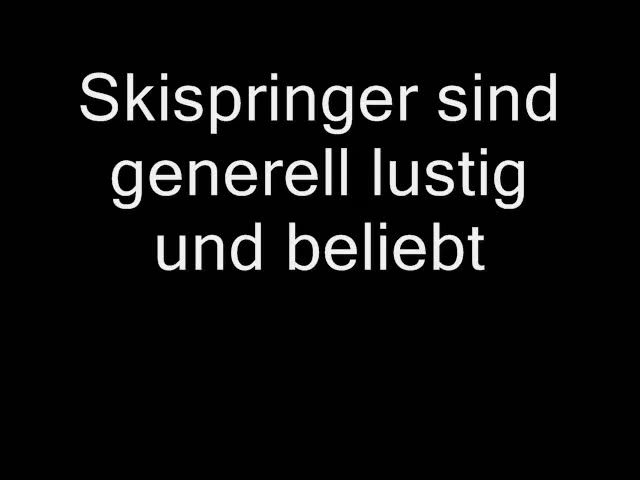 Skispringer sind
generell lustig
und beliebt